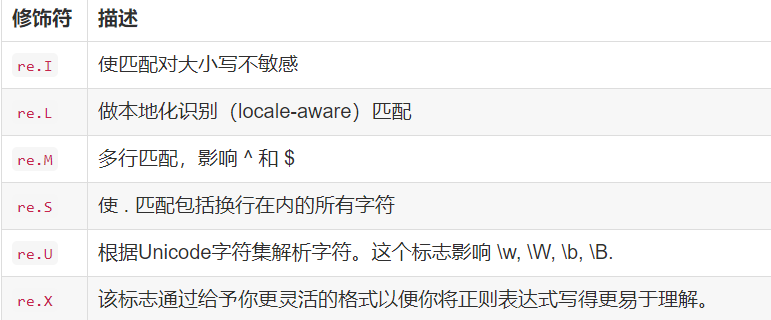 修饰符 描述
re.I 使匹配对大小写不敏感
re.L 做本地化识别（locale-aware）匹配
re.M 多行匹配，影响 ^ 和 $
re.S 使 . 匹配包括换行在内的所有字符
re.U 根据Unicode字符集解析字符。这个标志影响 \w, \W, \b, \B.
re.X 该标志通过给予你更灵活的格式以便你将正则表达式写得更易于理解。